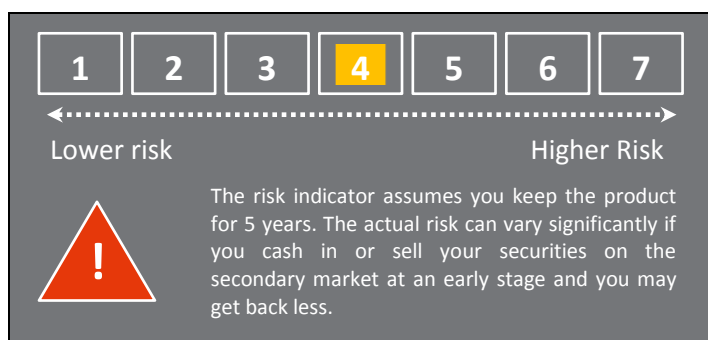 1 2 3 4 5 6 7
Lower risk Higher Risk
The risk indicator assumes you keep the product
for 5 years. The actual risk can vary significantly if
you cash in or sell your securities on the
secondary market at an early stage and you may
get back less.
!